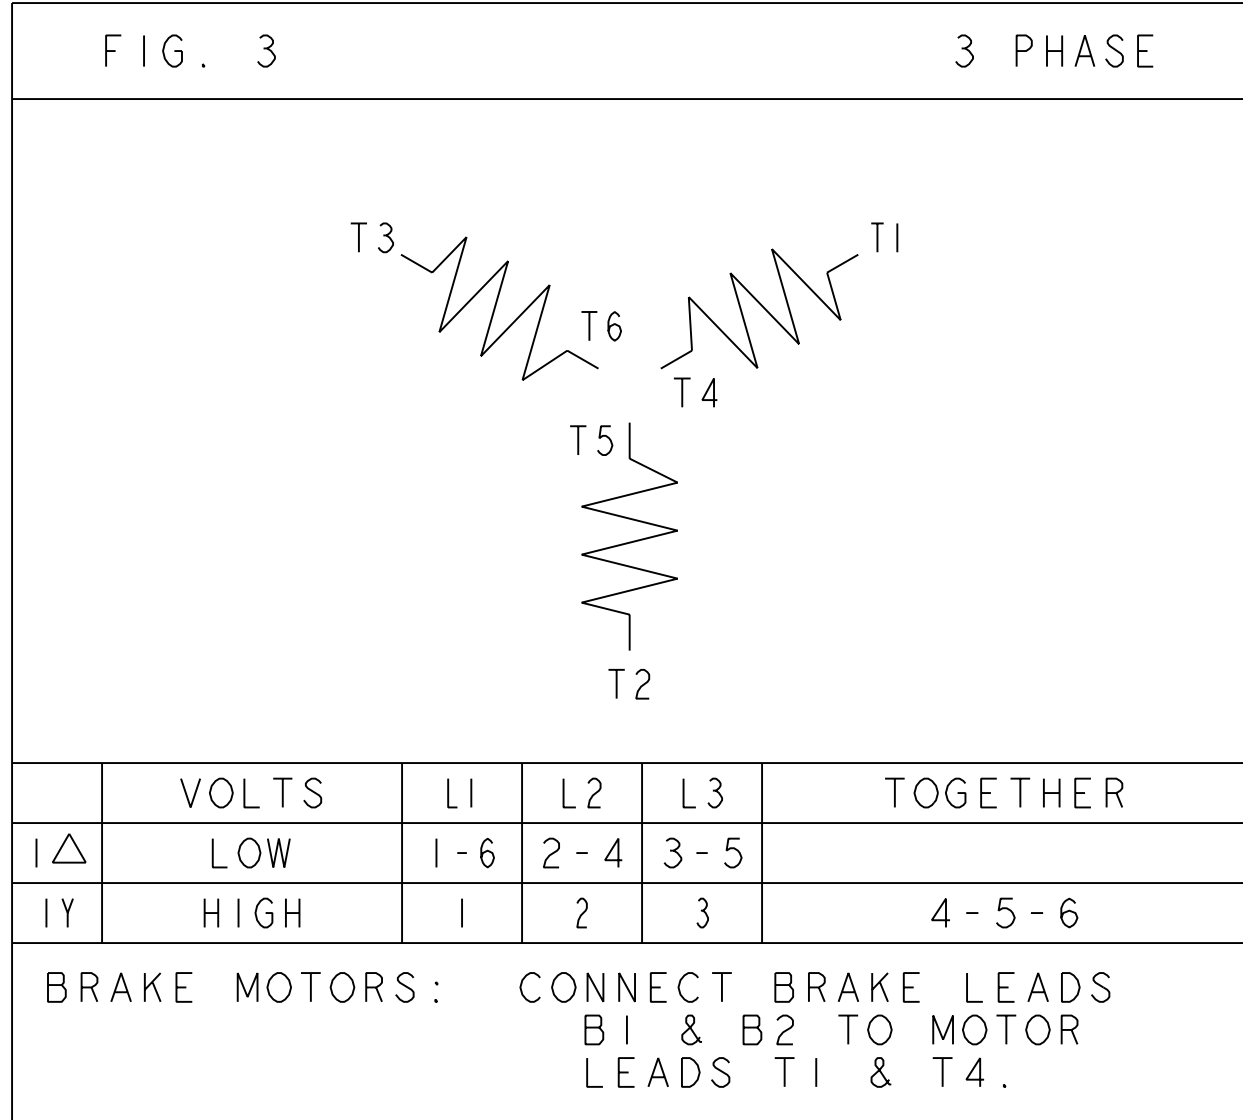 FIG. 3 3 PHASE
T3 T1
T6
T4
T5
T2
VOLTS L1 L2 L3 TOGETHER
1△ LOW 1-6 2-4 3-5
1Y HIGH 1 2 3 4-5-6
BRAKE MOTORS: CONNECT BRAKE LEADS
B1 & B2 TO MOTOR
LEADS T1 & T4.